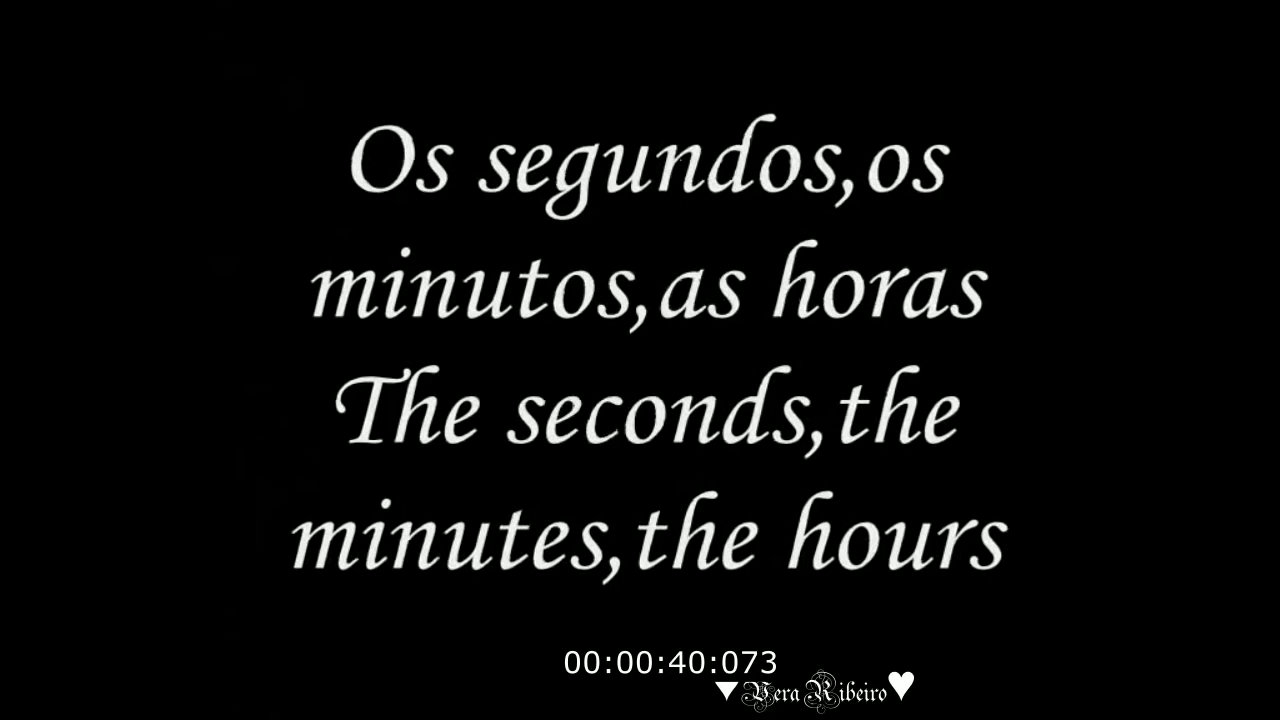 Os segundos,os
minutos,as horas
The seconds,the
minutes,the hours
00:00:40:073
Vera Ribeiro